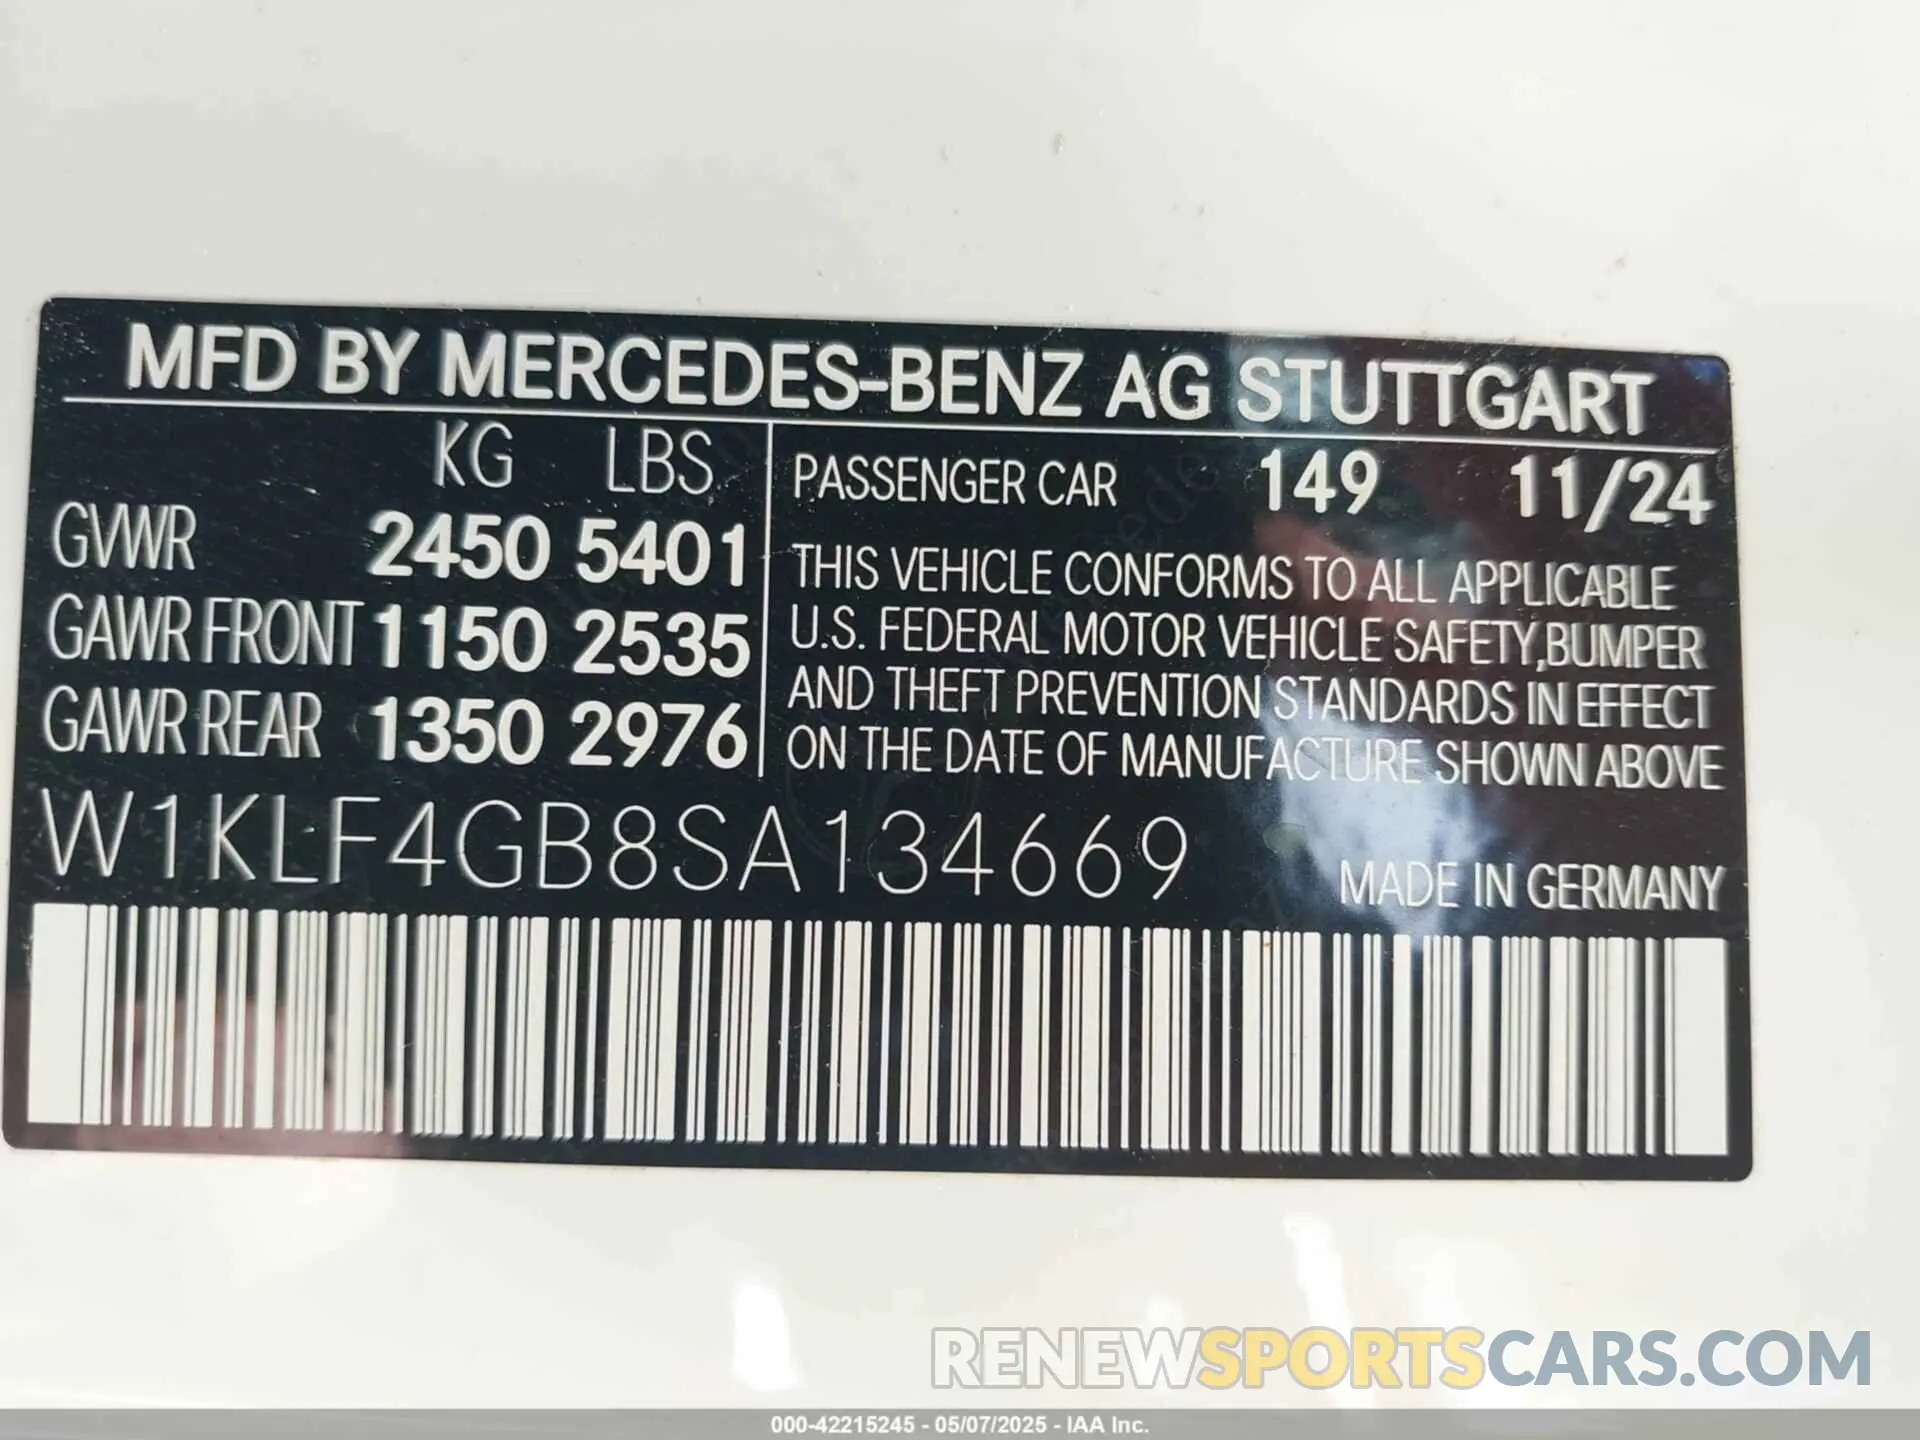 MFD BY MERCEDES-BENZ AG STUTTGART
KG LBS
GVWR 2450 5401
GAWR FRONT 1150 2535
GAWR REAR 1350 2976
PASSENGER CAR 149 11/24
THIS VEHICLE CONFORMS TO ALL APPLICABLE
U.S. FEDERAL MOTOR VEHICLE SAFETY,BUMPER
AND THEFT PREVENTION STANDARDS IN EFFECT
ON THE DATE OF MANUFACTURE SHOWN ABOVE
W1KLF4GB8SA134669
MADE IN GERMANY
RENEWSPORTSCARS.COM
000-42215245 - 05/07/2025 - IAA Inc.